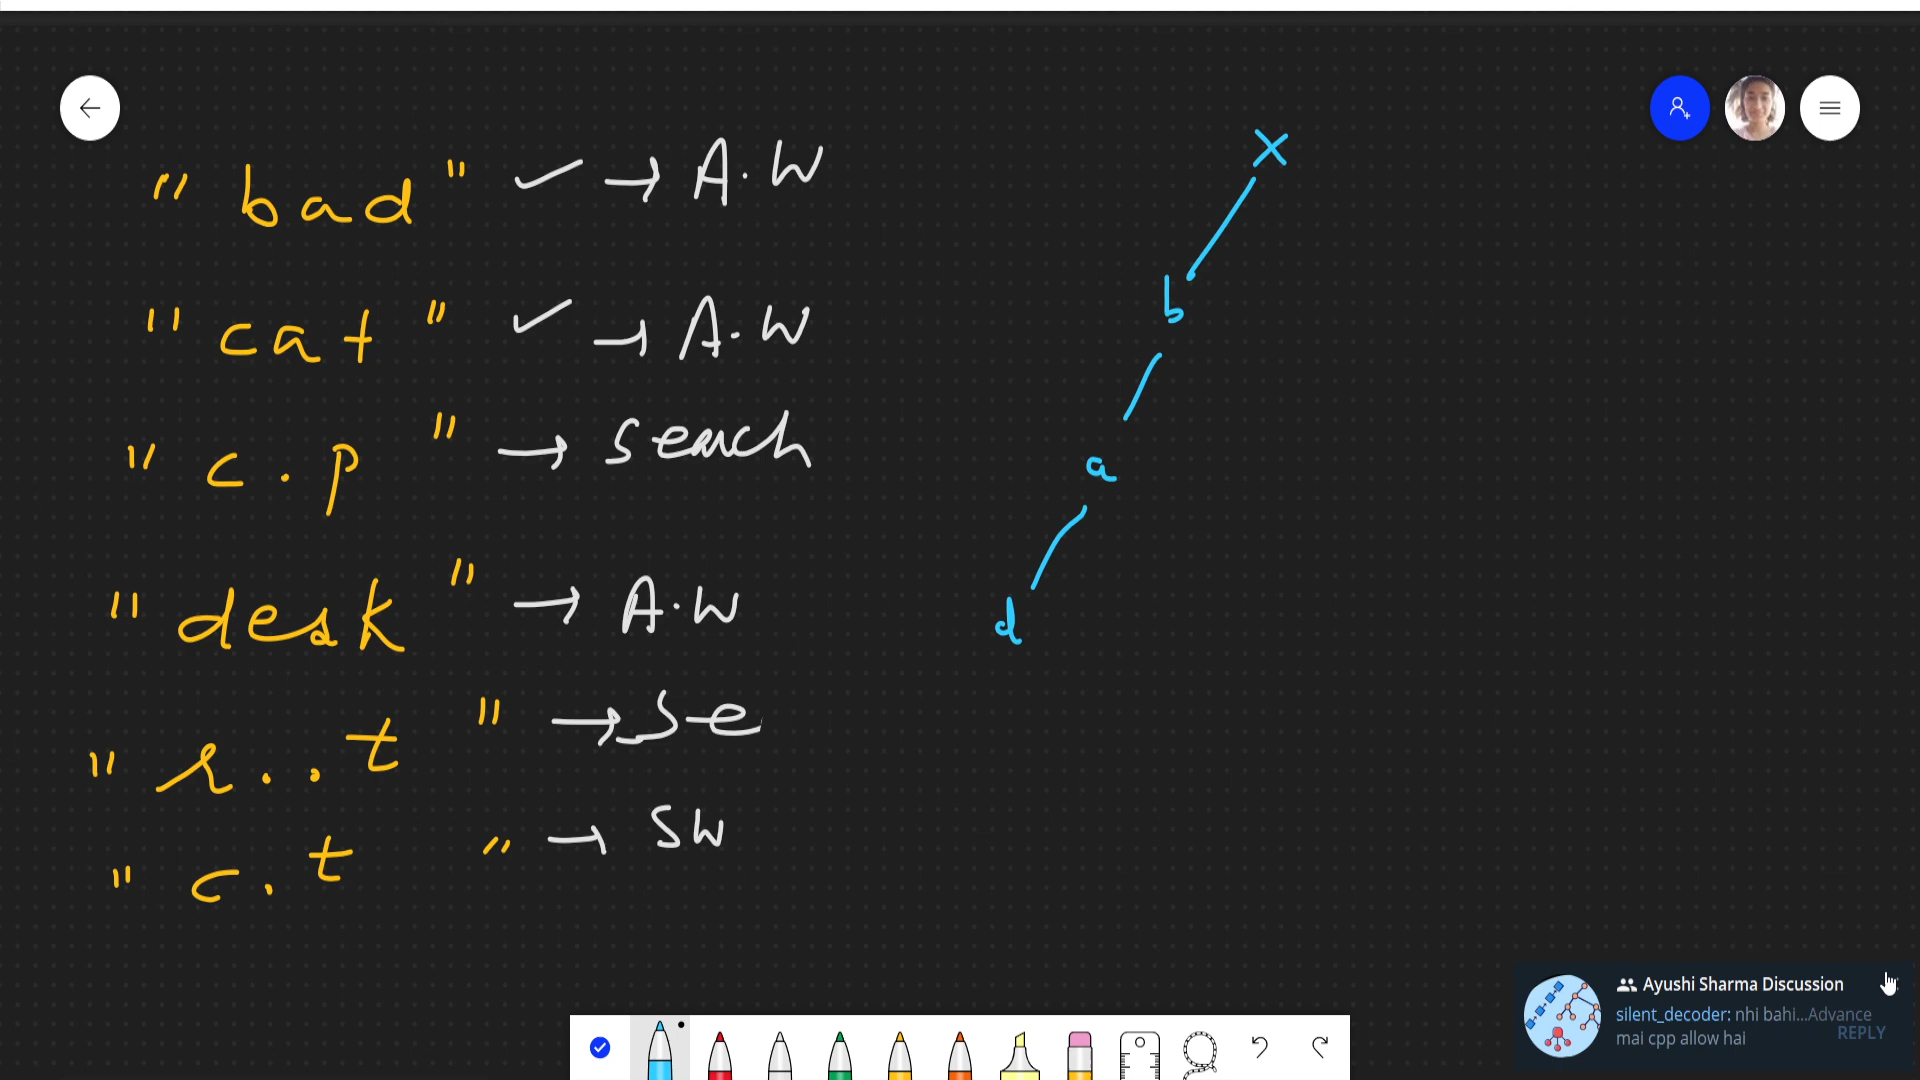 "bad" ✓ → A.W
"cat" ✓ → A.W
"c.p" → search
"desk" → A.W
"r..t" → Se
"c.t" → SW
X
b
a
d
Ayushi Sharma Discussion
silent_decoder: nhi bahi...Advance
mai cpp allow hai
REPLY